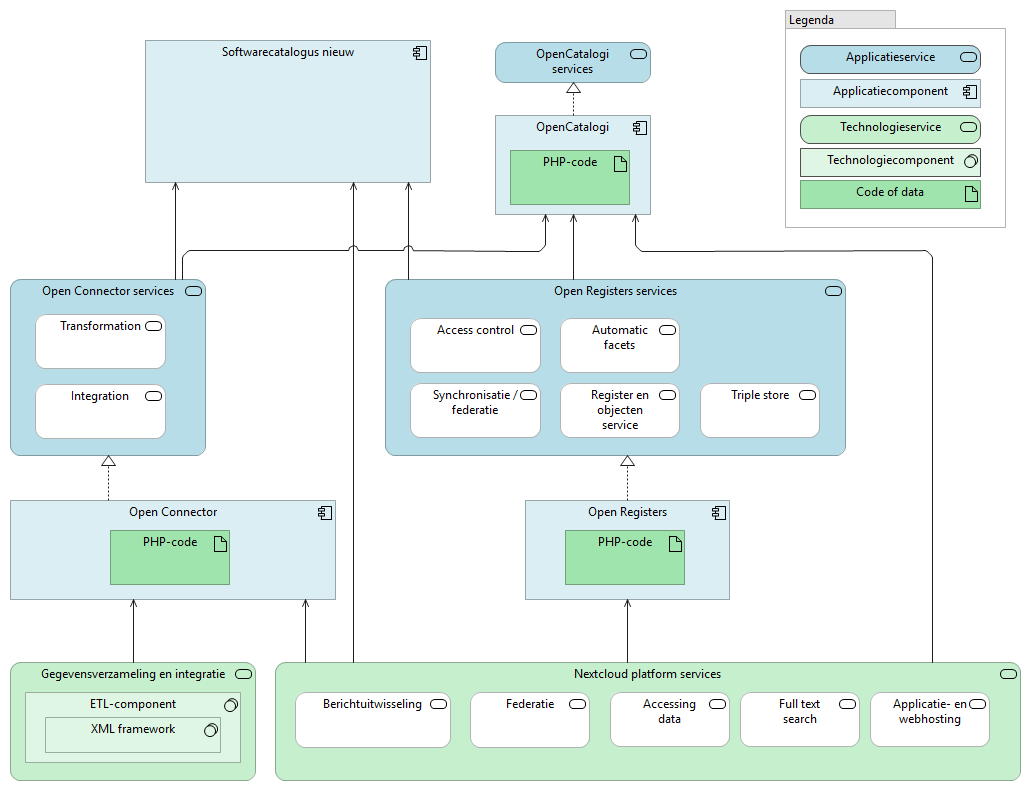 Legenda
Applicatieservice
Applicatiecomponent
Technologieservice
Technologiecomponent
Code of data
Softwarecatalogus nieuw
OpenCatalogi
services
OpenCatalogi
PHP-code
Open Connector services
Transformation
Integration
Open Registers services
Access control
Automatic
facets
Synchronisatie /
federatie
Register en
objecten
service
Triple store
Open Connector
PHP-code
Open Registers
PHP-code
Gegevensverzameling en integratie
ETL-component
XML framework
Nextcloud platform services
Berichtuitwisseling
Federatie
Accessing
data
Full text
search
Applicatie- en
webhosting